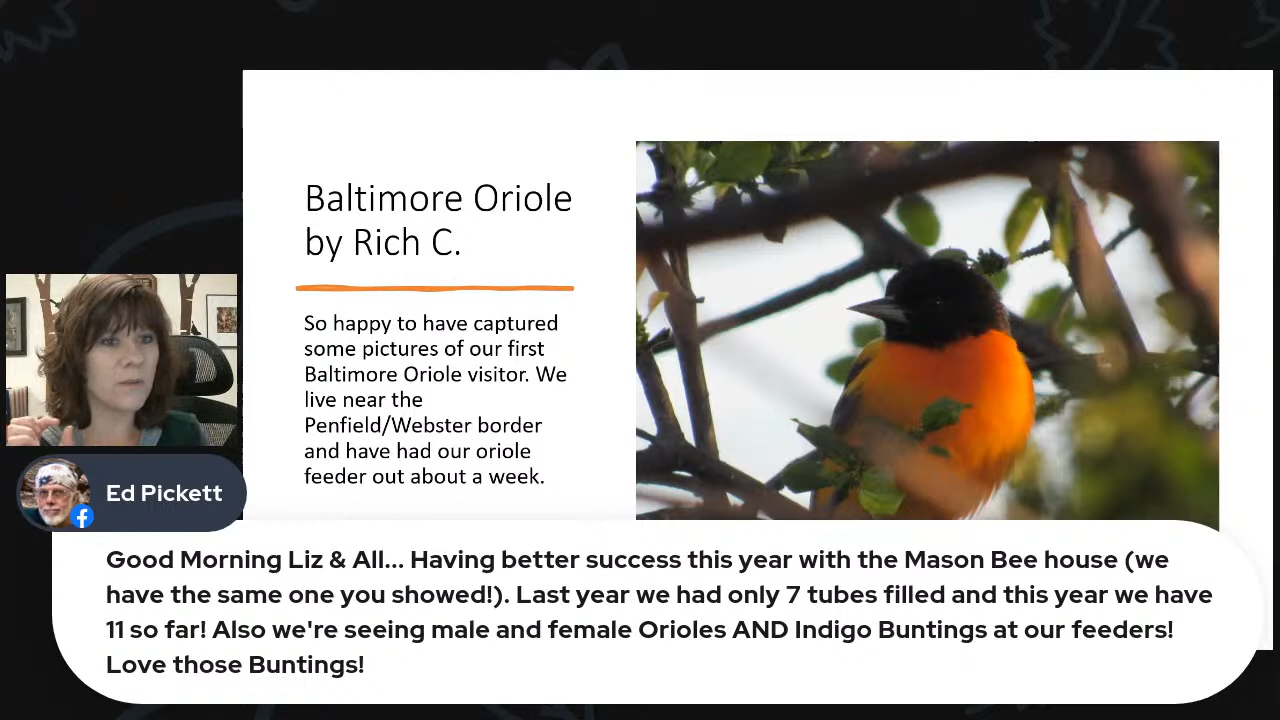 Baltimore Oriole
by Rich C.
So happy to have captured
some pictures of our first
Baltimore Oriole visitor. We
live near the
Penfield/Webster border
and have had our oriole
feeder out about a week.
Ed Pickett
Good Morning Liz & All... Having better success this year with the Mason Bee house (we
have the same one you showed!). Last year we had only 7 tubes filled and this year we have
11 so far! Also we're seeing male and female Orioles AND Indigo Buntings at our feeders!
Love those Buntings!